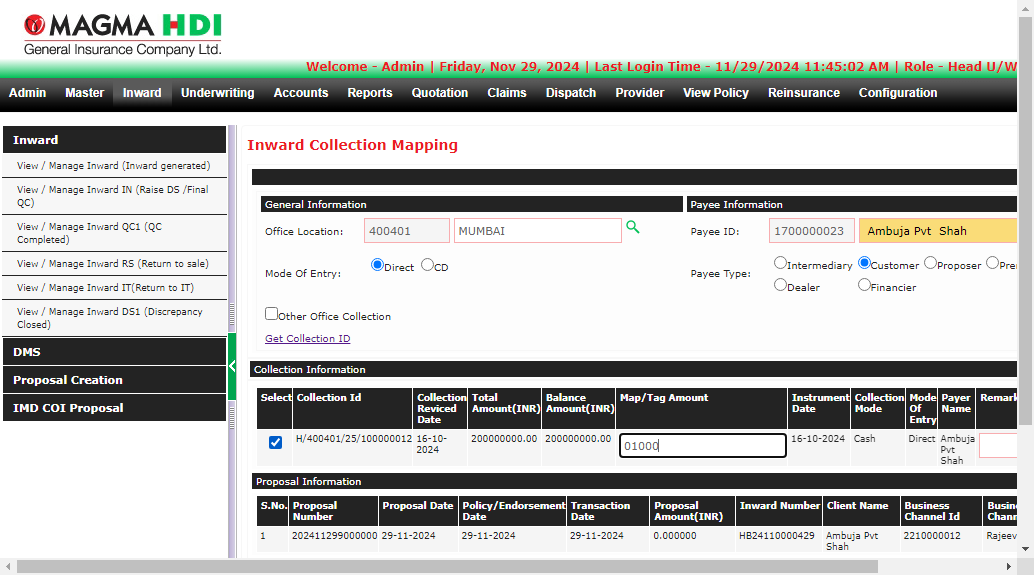 MAGMA HDI
General Insurance Company Ltd.
Welcome - Admin | Friday, Nov 29, 2024 | Last Login Time - 11/29/2024 11:45:02 AM | Role - Head U/W
Admin Master Inward Underwriting Accounts Reports Quotation Claims Dispatch Provider View Policy Reinsurance Configuration
Inward
View / Manage Inward (Inward generated)
View / Manage Inward IN (Raise DS /Final
QC)
View / Manage Inward QC1 (QC
Completed)
View / Manage Inward RS (Return to sale)
View / Manage Inward IT(Return to IT)
View / Manage Inward DS1 (Discrepancy
Closed)
DMS
Proposal Creation
IMD COI Proposal
Inward Collection Mapping
General Information
Office Location: 400401 MUMBAI
Mode Of Entry: Direct CD
Other Office Collection
Get Collection ID
Payee Information
Payee ID: 1700000023 Ambuja Pvt Shah
Payee Type: Intermediary Customer Proposer Pre
Dealer Financier
Collection Information
Select Collection Id Collection Total Balance Map/Tag Amount Instrument Collection Mode Payer Remark
Reviced Amount(INR) Amount(INR) Date Mode Of Name
Date Entry
H/400401/25/100000012 16-10- 200000000.00 200000000.00 01000 16-10-2024 Cash Direct Ambuja
2024 Pvt
Shah
Proposal Information
S.No. Proposal Proposal Date Policy/Endorsement Transaction Proposal Inward Number Client Name Business Busin
Number Date Date Amount(INR) Channel Id Chann
1 202411299000000 29-11-2024 29-11-2024 29-11-2024 0.000000 HB24110000429 Ambuja Pvt 2210000012 Rajeev
Shah